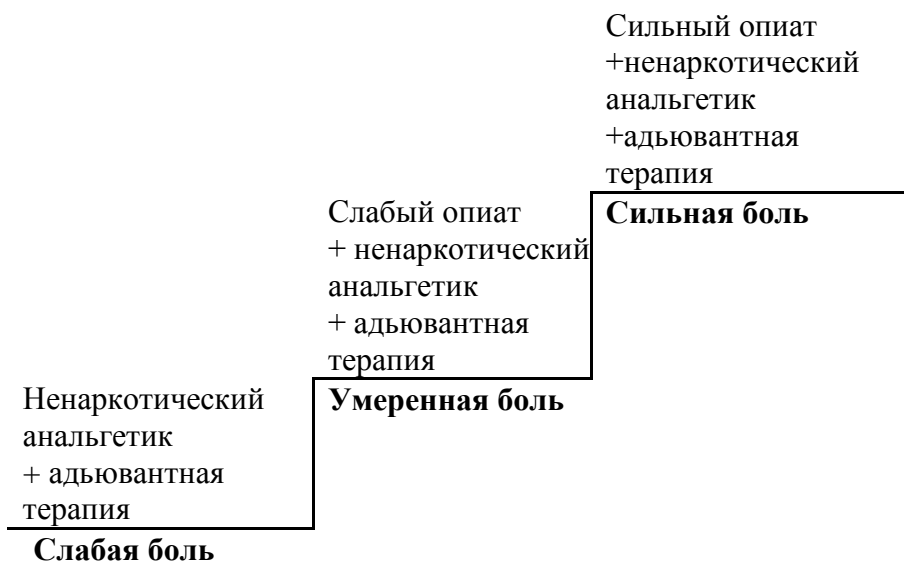 Сильный опиат
+ненаркотический
анальгетик
+адьювантная
терапия
Сильная боль
Слабый опиат
+ ненаркотический
анальгетик
+ адьювантная
терапия
Умеренная боль
Ненаркотический
анальгетик
+ адьювантная
терапия
Слабая боль